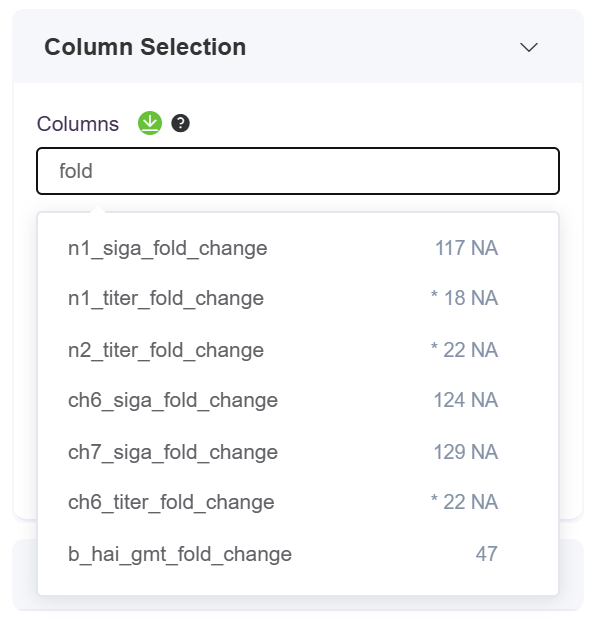 Column Selection
Columns
fold
n1_siga_fold_change 117 NA
n1_titer_fold_change * 18 NA
n2_titer_fold_change * 22 NA
ch6_siga_fold_change 124 NA
ch7_siga_fold_change 129 NA
ch6_titer_fold_change * 22 NA
b_hai_gmt_fold_change 47